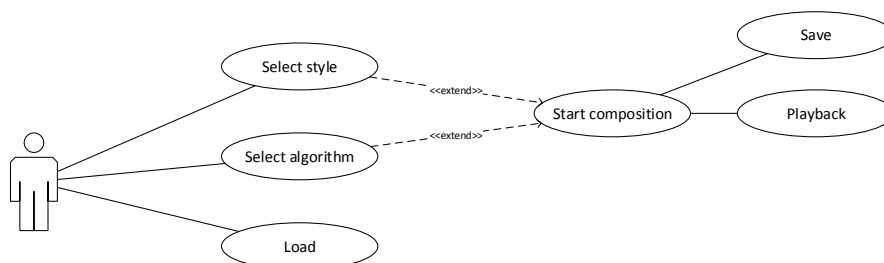 Save
Select style
<<extend>>
Start composition
Playback
<<extend>>
Select algorithm
Load